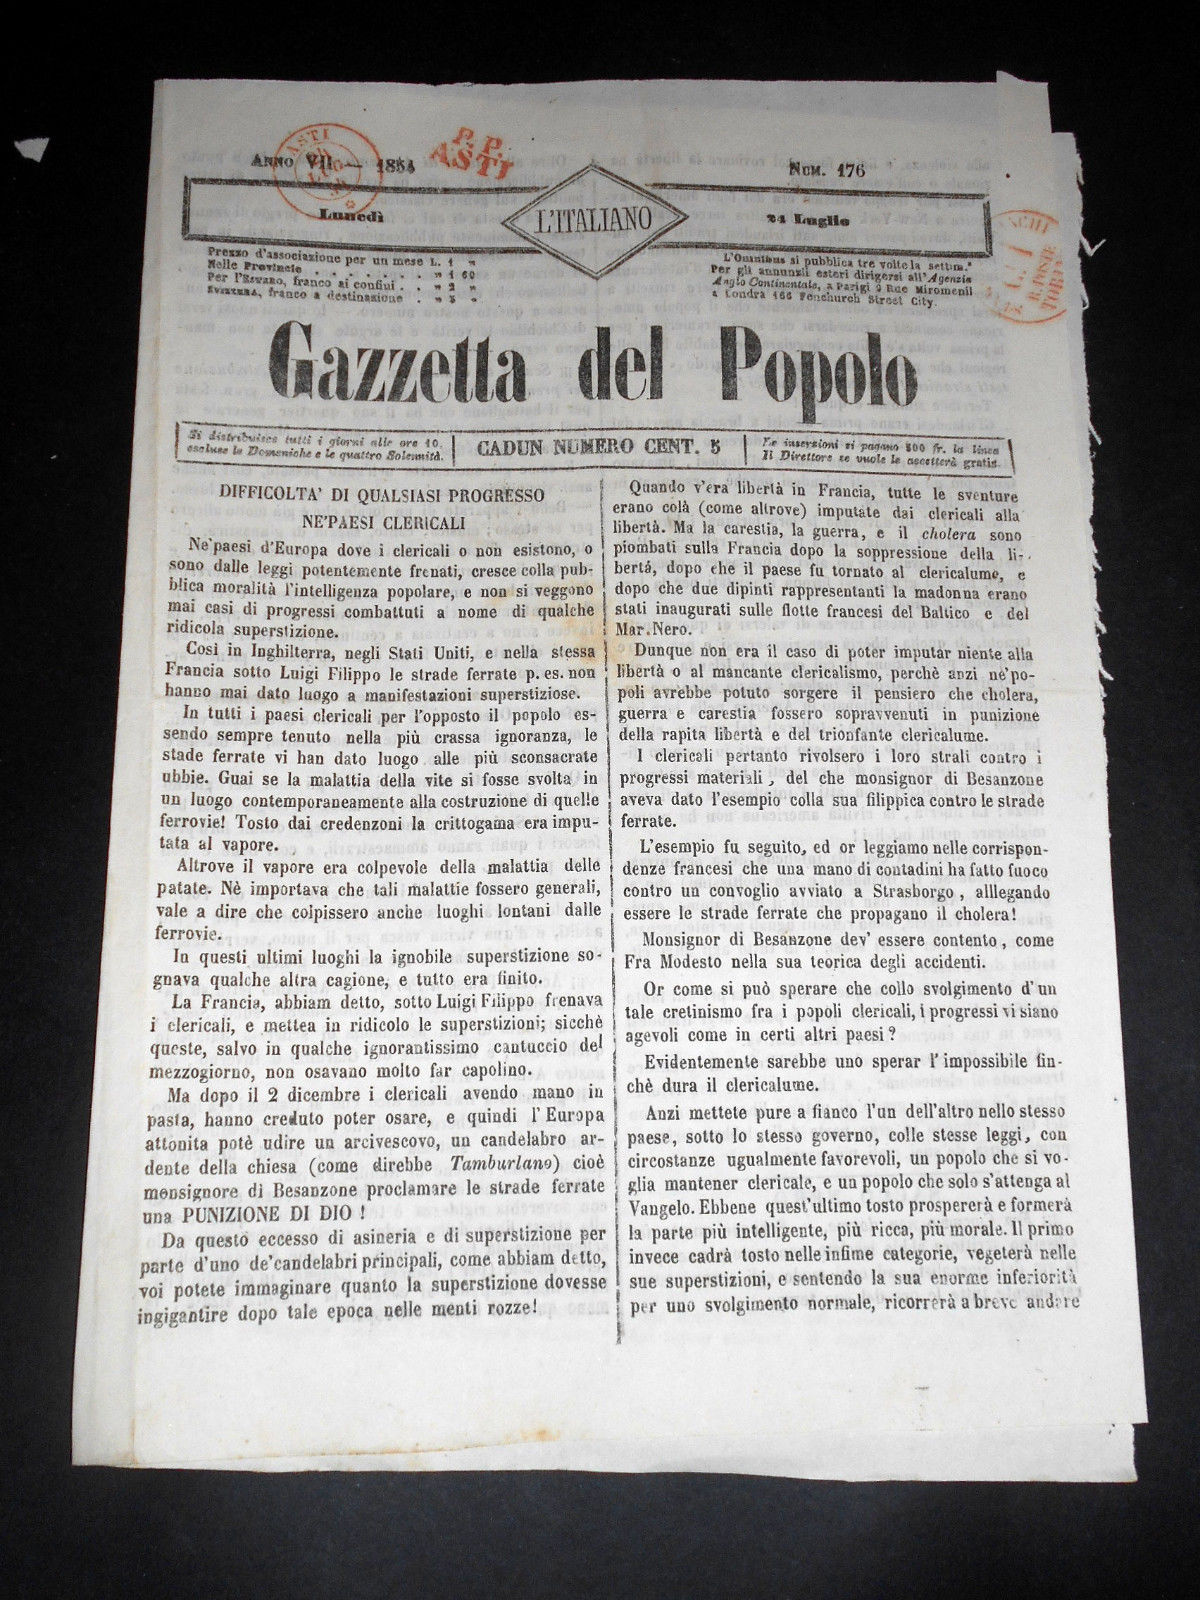 ASTI
LUG
P. P.
ASTI
ANNO VII — 1854
NUM. 176
Lunedì
L'ITALIANO
24 Luglio
Prezzo d'associazione per un mese L. 1 »
Nelle Provincie . . . . . . . » 1 60
Per l'ESTERO, franco ai confini . . » 2 »
SVIZZERA, franco a destinazione . . » 3 »
L'Omnibus si pubblica tre volte la settim.ª
Per gli annunzii esteri dirigersi all'Agenzia
Anglo Continentale, a Parigi 9 Rue Miromenil
a Londra 166 Fenchurch Street City.
C. 1
TORINO
Gazzetta del Popolo
Si distribuisce tutti i giorni alle ore 10.
escluse le Domeniche e le quattro Solennità.
CADUN NUMERO CENT. 5
Le inserzioni si pagano 500 fr. la linea
Il Direttore se vuole le accetterà gratis.
DIFFICOLTA' DI QUALSIASI PROGRESSO
NE'PAESI CLERICALI
Ne'paesi d'Europa dove i clericali o non esistono, o
sono dalle leggi potentemente frenati, cresce colla pub-
blica moralità l'intelligenza popolare, e non si veggono
mai casi di progressi combattuti a nome di qualche
ridicola superstizione.
Così in Inghilterra, negli Stati Uniti, e nella stessa
Francia sotto Luigi Filippo le strade ferrate p. es. non
hanno mai dato luogo a manifestazioni superstiziose.
In tutti i paesi clericali per l'opposto il popolo es-
sendo sempre tenuto nella più crassa ignoranza, le
stade ferrate vi han dato luogo alle più sconsacrate
ubbie. Guai se la malattia della vite si fosse svolta in
un luogo contemporaneamente alla costruzione di quelle
ferrovie! Tosto dai credenzoni la crittogama era impu-
tata al vapore.
Altrove il vapore era colpevole della malattia delle
patate. Nè importava che tali malattie fossero generali,
vale a dire che colpissero anche luoghi lontani dalle
ferrovie.
In questi ultimi luoghi la ignobile superstizione so-
gnava qualche altra cagione, e tutto era finito.
La Francia, abbiam detto, sotto Luigi Filippo frenava
i clericali, e mettea in ridicolo le superstizioni; sicchè
queste, salvo in qualche ignorantissimo cantuccio del
mezzogiorno, non osavano molto far capolino.
Ma dopo il 2 dicembre i clericali avendo mano in
pasta, hanno creduto poter osare, e quindi l'Europa
attonita potè udire un arcivescovo, un candelabro ar-
dente della chiesa (come direbbe Tamburlano) cioè
monsignore di Besanzone proclamare le strade ferrate
una PUNIZIONE DI DIO !
Da questo eccesso di asineria e di superstizione per
parte d'uno de'candelabri principali, come abbiam detto,
voi potete immaginare quanto la superstizione dovesse
ingigantire dopo tale epoca nelle menti rozze!
Quando v'era libertà in Francia, tutte le sventure
erano colà (come altrove) imputate dai clericali alla
libertà. Ma la carestia, la guerra, e il cholera sono
piombati sulla Francia dopo la soppressione della li-
bertà, dopo che il paese fu tornato al clericalume, e
dopo che due dipinti rappresentanti la madonna erano
stati inaugurati sulle flotte francesi del Baltico e del
Mar.Nero.
Dunque non era il caso di poter imputar niente alla
libertà o al mancante clericalismo, perchè anzi ne'po-
poli avrebbe potuto sorgere il pensiero che cholera,
guerra e carestia fossero sopravvenuti in punizione
della rapita libertà e del trionfante clericalume.
I clericali pertanto rivolsero i loro strali contro i
progressi materiali, del che monsignor di Besanzone
aveva dato l'esempio colla sua filippica contro le strade
ferrate.
L'esempio fu seguito, ed or leggiamo nelle corrispon-
denze francesi che una mano di contadini ha fatto fuoco
contro un convoglio avviato a Strasborgo, alllegando
essere le strade ferrate che propagano il cholera!
Monsignor di Besanzone dev' essere contento, come
Fra Modesto nella sua teorica degli accidenti.
Or come si può sperare che collo svolgimento d'un
tale cretinismo fra i popoli clericali, i progressi vi siano
agevoli come in certi altri paesi?
Evidentemente sarebbe uno sperar l'impossibile fin-
chè dura il clericalume.
Anzi mettete pure a fianco l'un dell'altro nello stesso
paese, sotto lo stesso governo, colle stesse leggi, con
circostanze ugualmente favorevoli, un popolo che si vo-
glia mantener clericale, e un popolo che solo s'attenga al
Vangelo. Ebbene quest'ultimo tosto prospererà e formerà
la parte più intelligente, più ricca, più morale. Il primo
invece cadrà tosto nelle infime categorie, vegeterà nelle
sue superstizioni, e sentendo la sua enorme inferiorità
per uno svolgimento normale, ricorrerà a breve andare